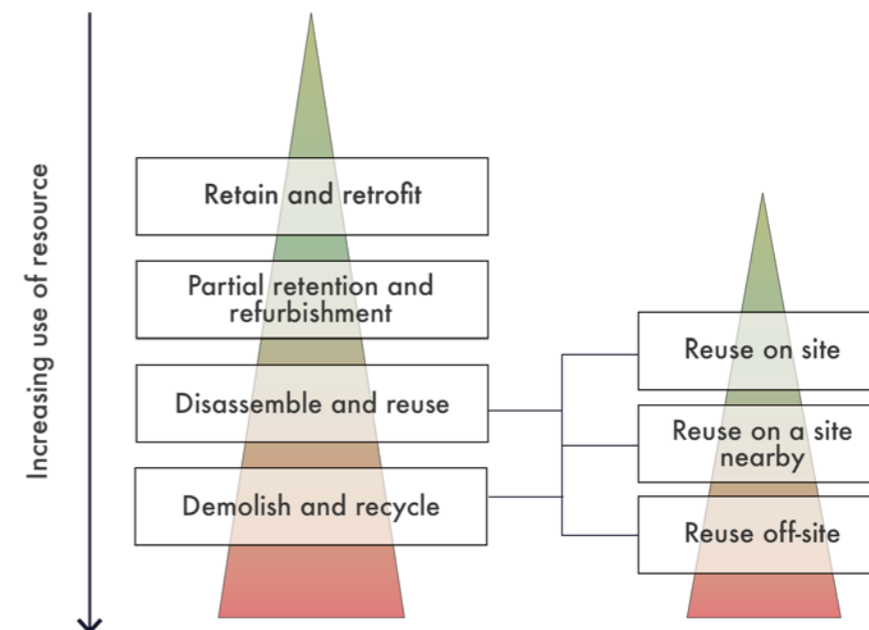 Increasing use of resource
Retain and retrofit
Partial retention and
refurbishment
Disassemble and reuse
Demolish and recycle
Reuse on site
Reuse on a site
nearby
Reuse off-site